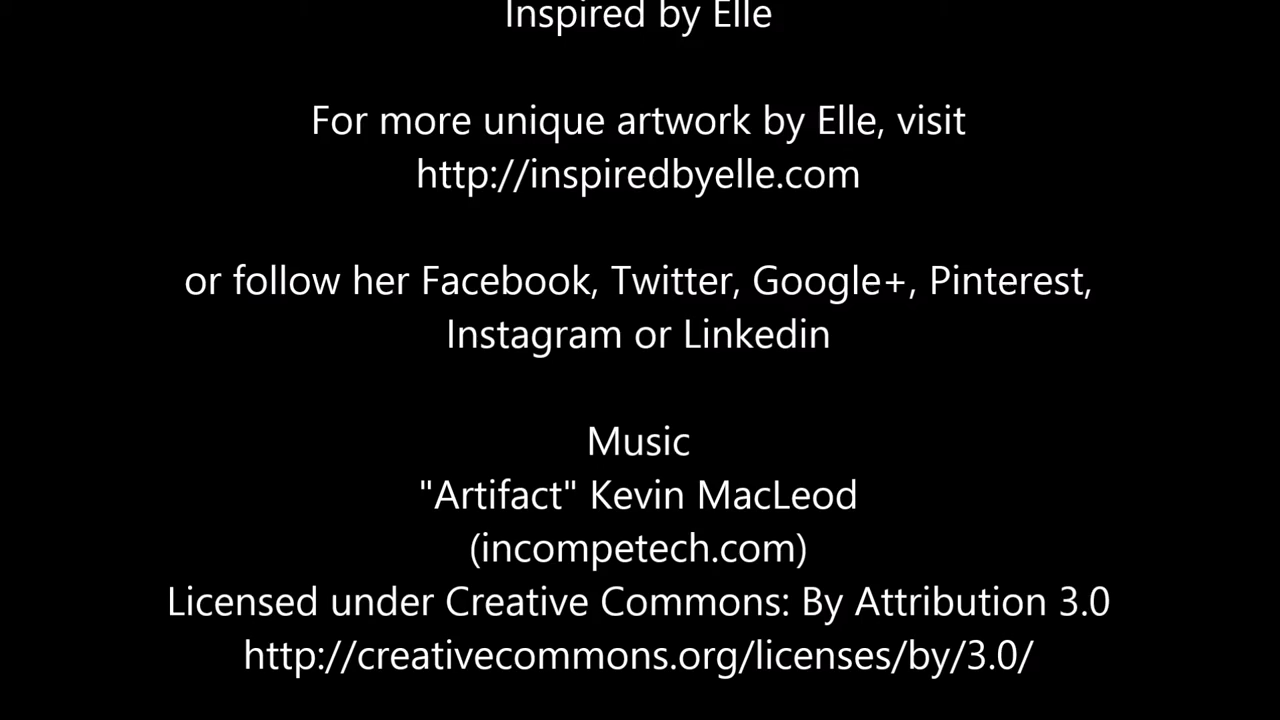 Inspired by Elle
For more unique artwork by Elle, visit
http://inspiredbyelle.com
or follow her Facebook, Twitter, Google+, Pinterest,
Instagram or Linkedin
Music
"Artifact" Kevin MacLeod
(incompetech.com)
Licensed under Creative Commons: By Attribution 3.0
http://creativecommons.org/licenses/by/3.0/